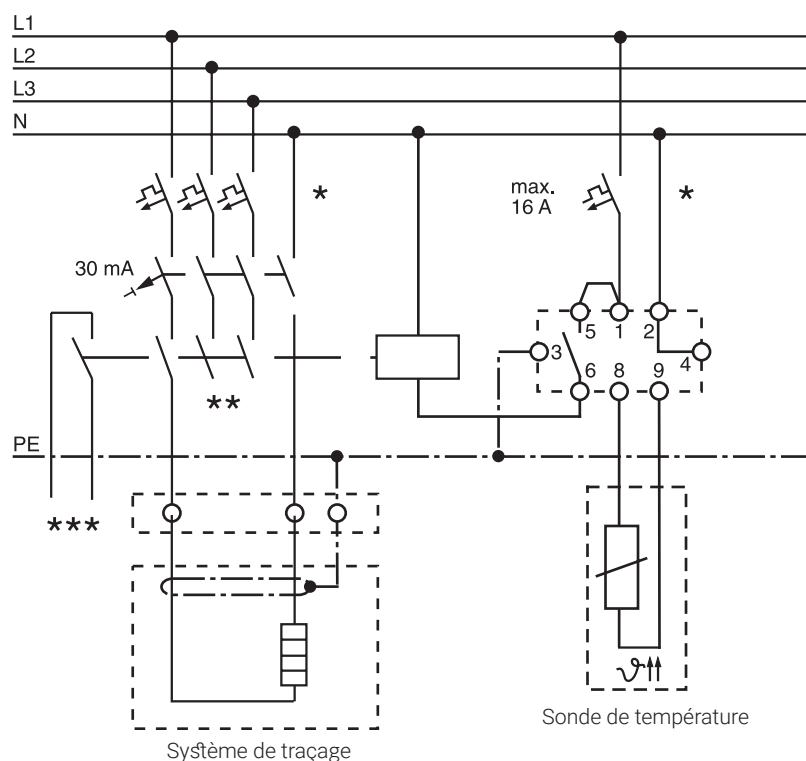 L1
L2
L3
N
*
max.
16 A
*
30 mA
5 1 2
3
4
6 8 9
**
PE
***
ϑ
Sonde de température
Système de traçage